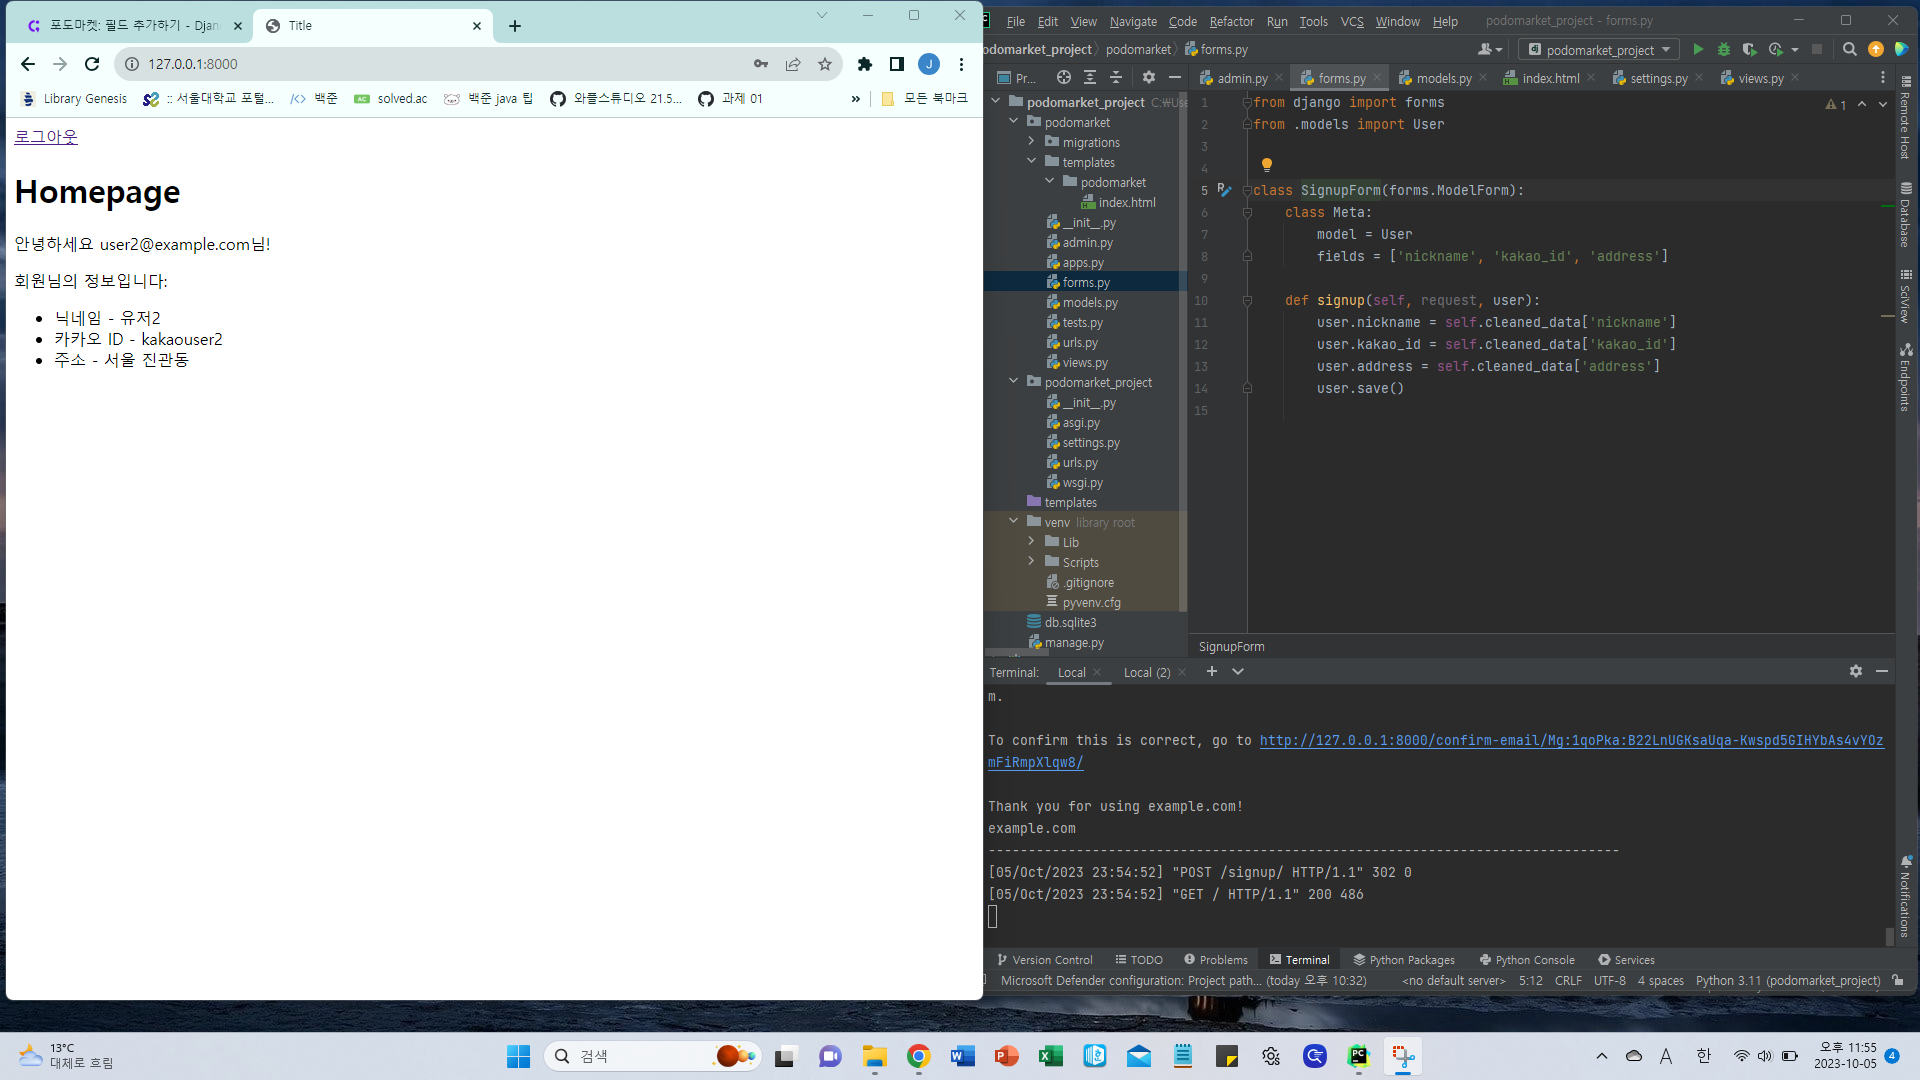 포도마켓: 필드 추가하기 - Djan
Title
127.0.0.1:8000
Library Genesis
:: 서울대학교 포털...
백준
solved.ac
백준 java 팁
와플스튜디오 21.5...
과제 01
»
모든 북마크
로그아웃
Homepage
안녕하세요 user2@example.com님!
회원님의 정보입니다:
닉네임 - 유저2
카카오 ID - kakaouser2
주소 - 서울 진관동
File Edit View Navigate Code Refactor Run Tools VCS Window Help podomarket_project - forms.py
odomarket_project podomarket forms.py
podomarket_project
Pr...
admin.py forms.py models.py index.html settings.py views.py
podomarket_project C:₩Use
podomarket
migrations
templates
podomarket
index.html
__init__.py
admin.py
apps.py
forms.py
models.py
tests.py
urls.py
views.py
podomarket_project
__init__.py
asgi.py
settings.py
urls.py
wsgi.py
templates
venv library root
Lib
Scripts
.gitignore
pyvenv.cfg
db.sqlite3
manage.py
1 from django import forms
2 from .models import User
3
4
5 class SignupForm(forms.ModelForm):
6 class Meta:
7 model = User
8 fields = ['nickname', 'kakao_id', 'address']
9
10 def signup(self, request, user):
11 user.nickname = self.cleaned_data['nickname']
12 user.kakao_id = self.cleaned_data['kakao_id']
13 user.address = self.cleaned_data['address']
14 user.save()
15
1
SignupForm
Remote Host
Database
SciView
Endpoints
Notifications
Terminal: Local Local (2)
m.
To confirm this is correct, go to http://127.0.0.1:8000/confirm-email/Mg:1qoPka:B22LnUGKsaUqa-Kwspd5GIHYbAs4vYOz
mFiRmpXlqw8/
Thank you for using example.com!
example.com
-------------------------------------------------------------------------------
[05/Oct/2023 23:54:52] "POST /signup/ HTTP/1.1" 302 0
[05/Oct/2023 23:54:52] "GET / HTTP/1.1" 200 486
Version Control TODO Problems Terminal Python Packages Python Console Services
Microsoft Defender configuration: Project path... (today 오후 10:32) <no default server> 5:12 CRLF UTF-8 4 spaces Python 3.11 (podomarket_project)
13°C
대체로 흐림
검색
A 한
오후 11:55
2023-10-05
4